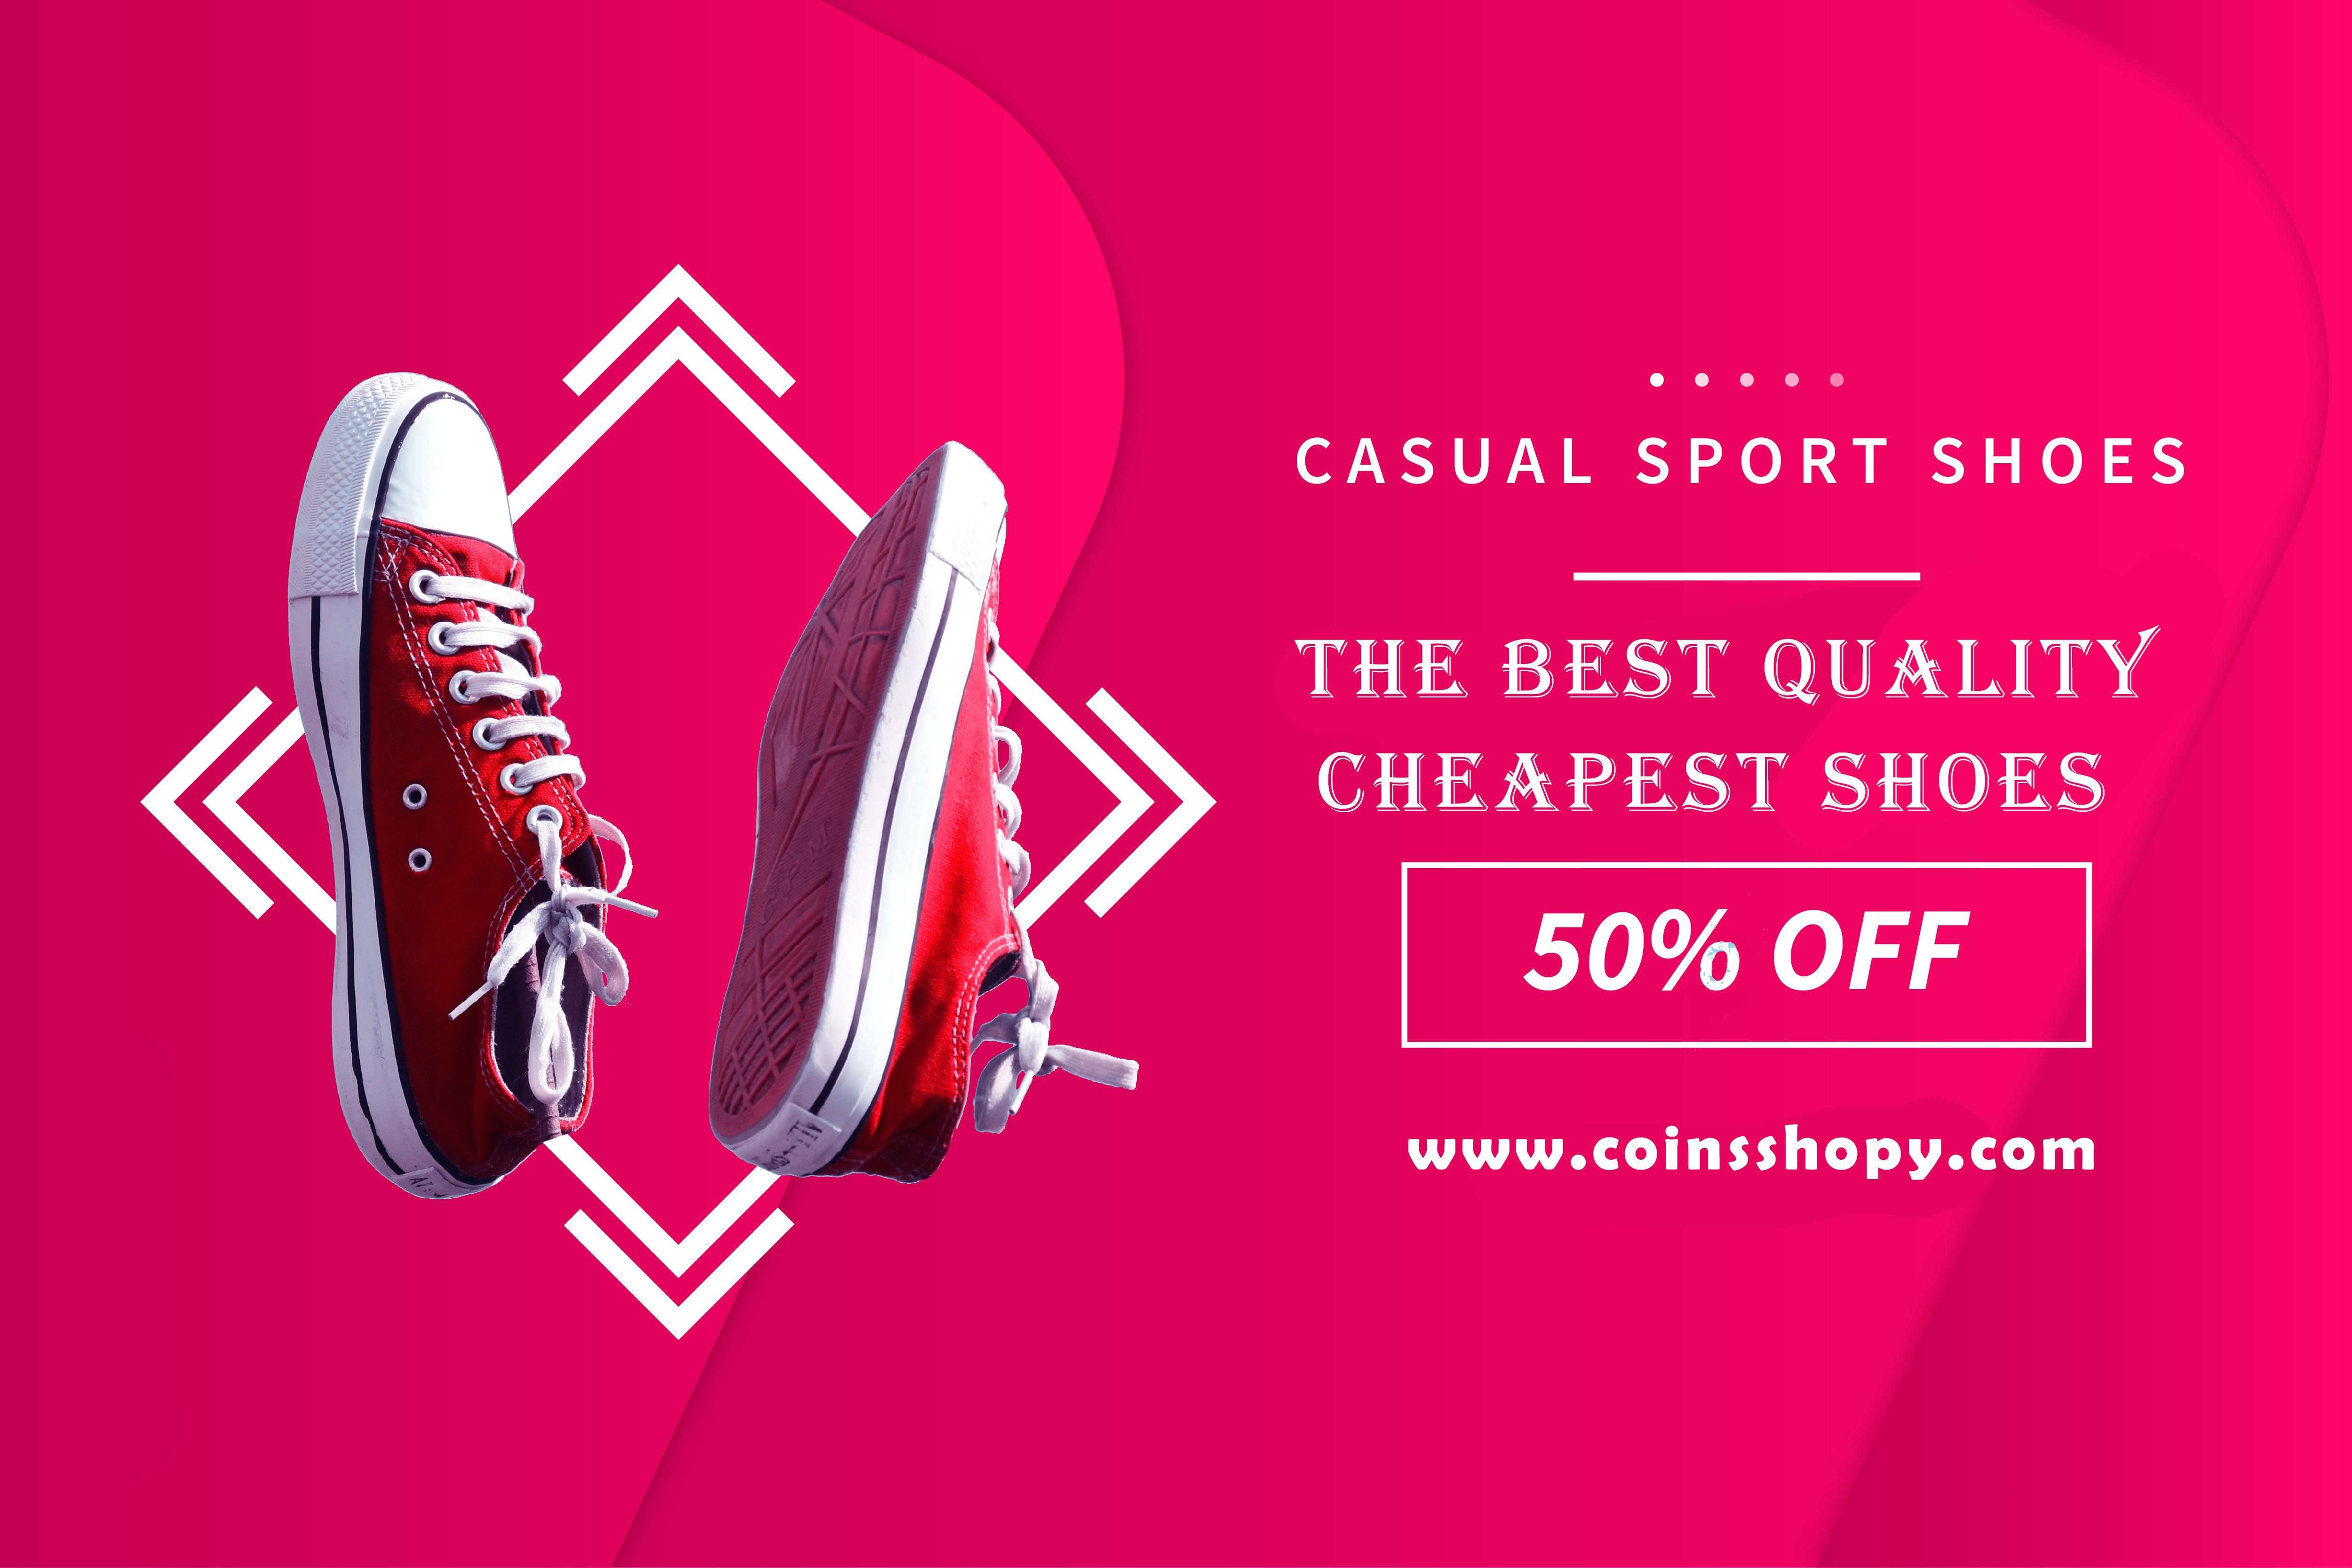 CASUAL SPORT SHOES
THE BEST QUALITY
CHEAPEST SHOES
50% OFF
www.coinsshopy.com